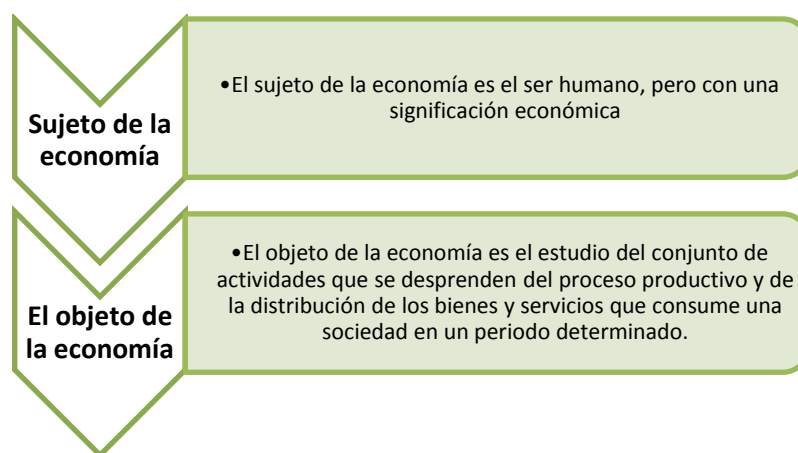 Sujeto de la
economía
•El sujeto de la economía es el ser humano, pero con una
significación económica
El objeto de
la economía
•El objeto de la economía es el estudio del conjunto de
actividades que se desprenden del proceso productivo y de
la distribución de los bienes y servicios que consume una
sociedad en un periodo determinado.